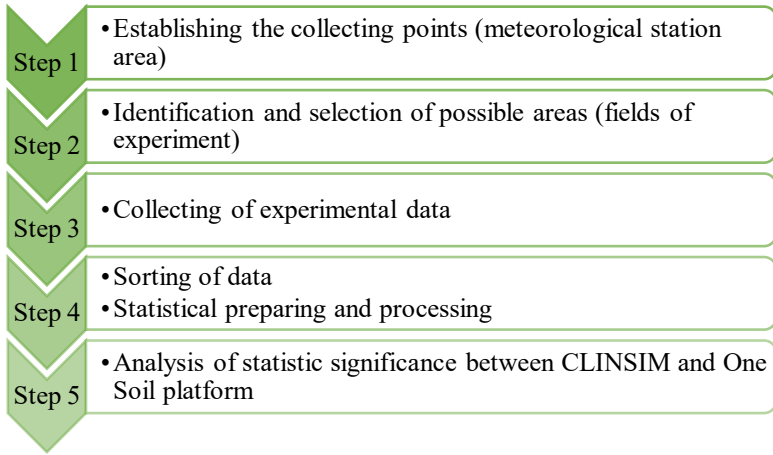 Step 1
•Establishing the collecting points (meteorological station
area)
Step 2
•Identification and selection of possible areas (fields of
experiment)
Step 3
•Collecting of experimental data
Step 4
•Sorting of data
•Statistical preparing and processing
Step 5
•Analysis of statistic significance between CLINSIM and One
Soil platform